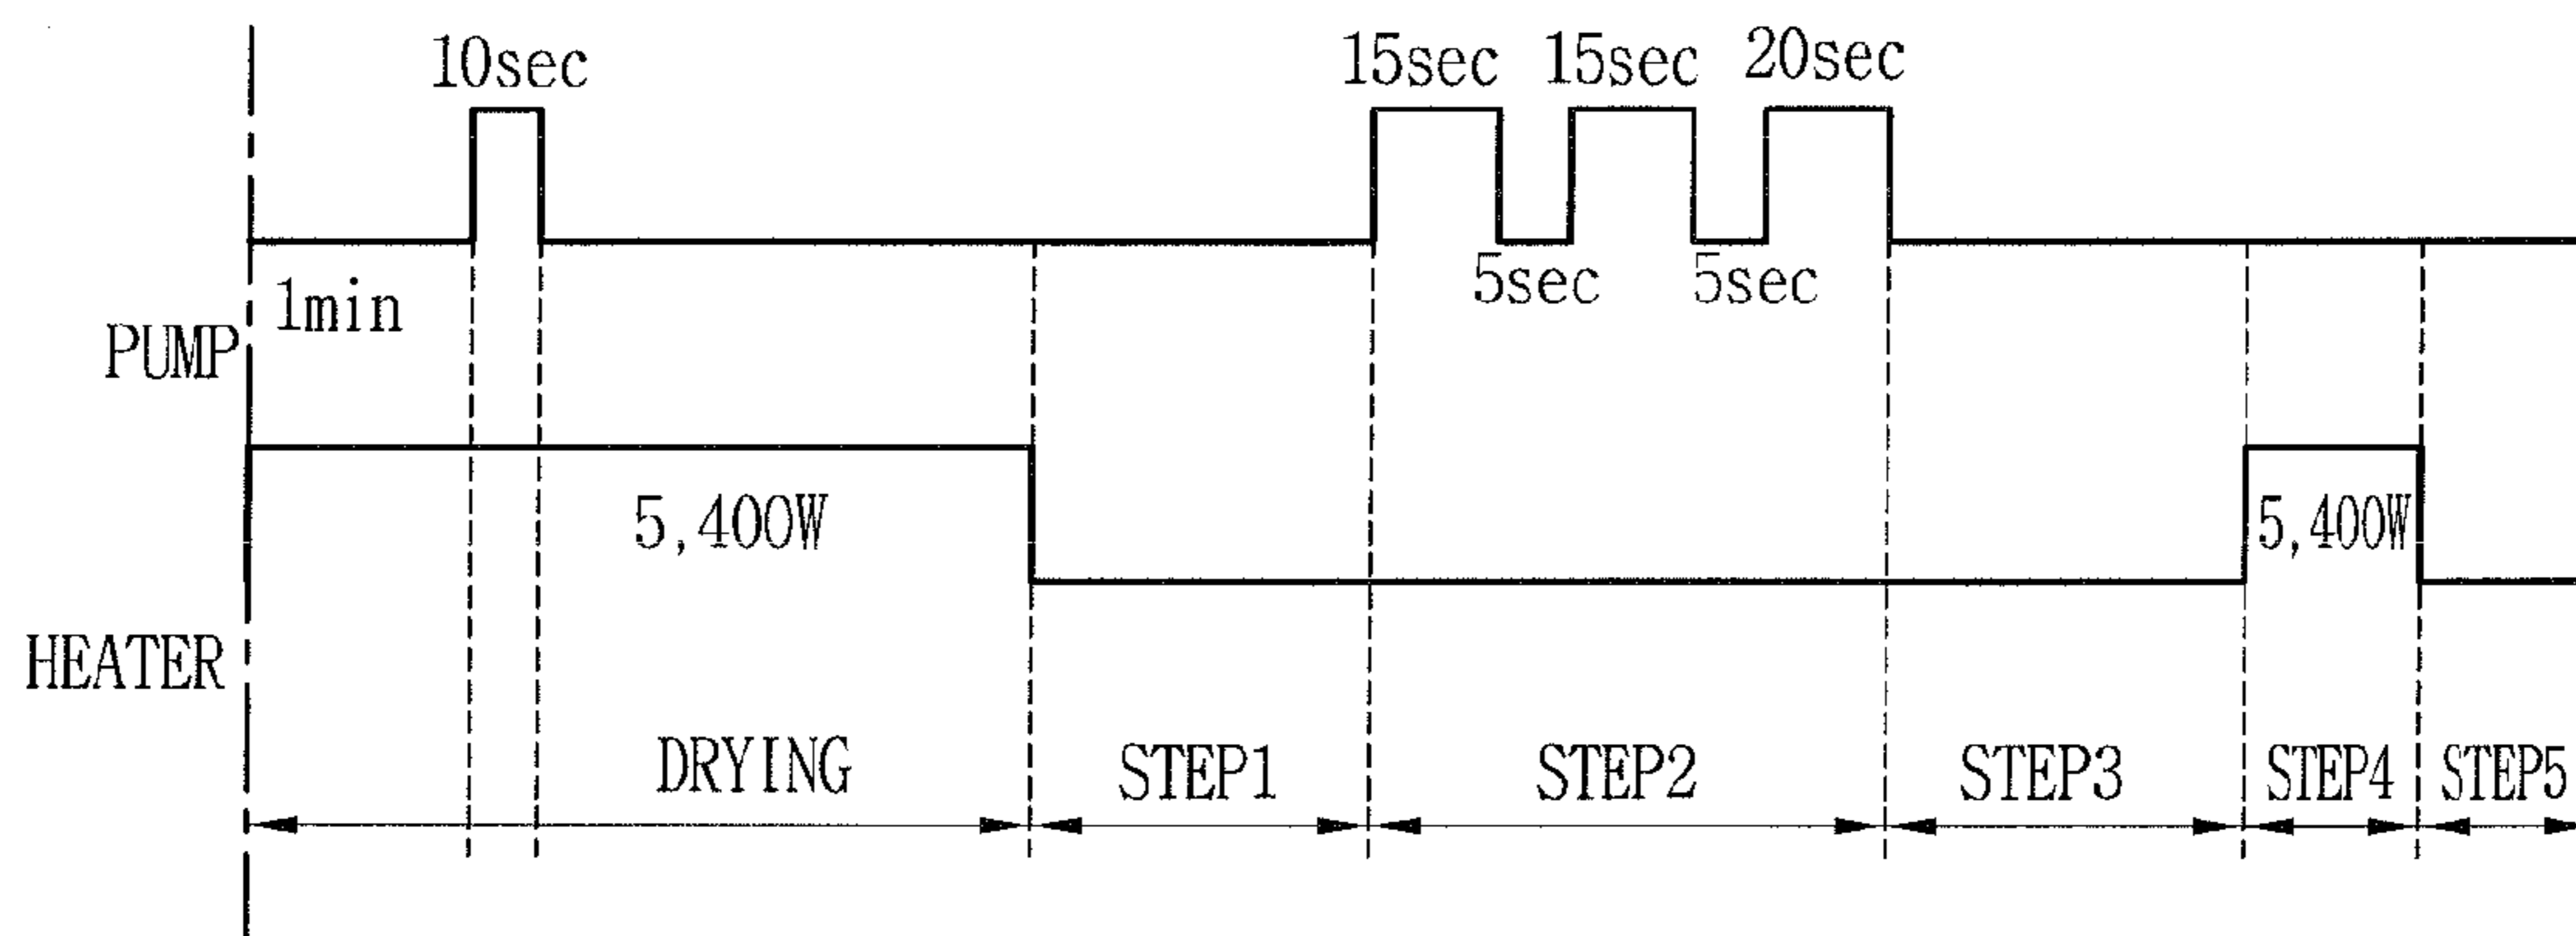 10sec 15sec 15sec 20sec
1min 5sec 5sec
PUMP
5,400W 5,400W
HEATER
DRYING STEP1 STEP2 STEP3 STEP4 STEP5